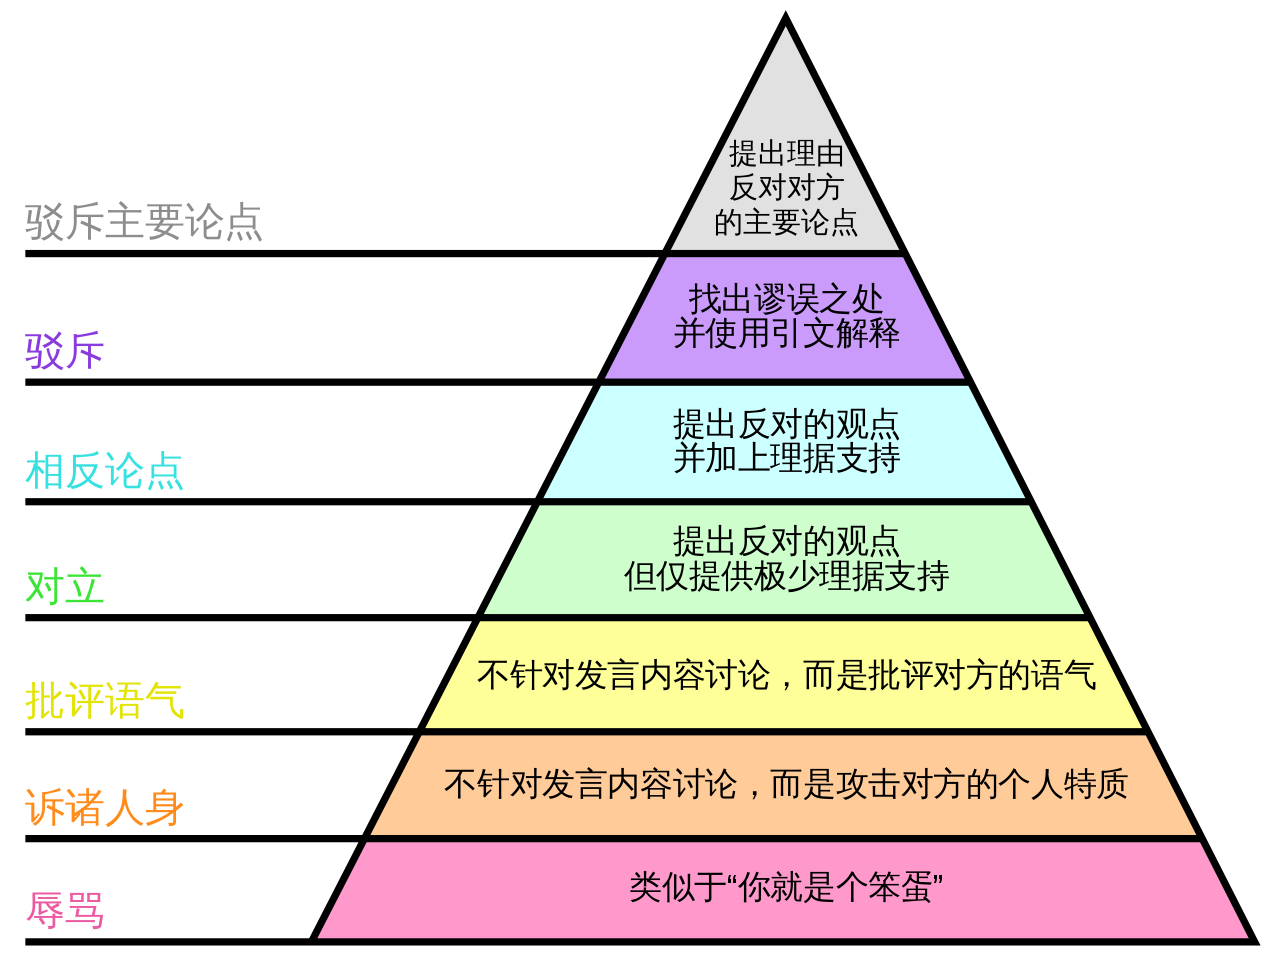 提出理由
反对对方
的主要论点
驳斥主要论点
找出谬误之处
并使用引文解释
驳斥
提出反对的观点
并加上理据支持
相反论点
提出反对的观点
但仅提供极少理据支持
对立
不针对发言内容讨论，而是批评对方的语气
批评语气
不针对发言内容讨论，而是攻击对方的个人特质
诉诸人身
类似于“你就是个笨蛋”
辱骂